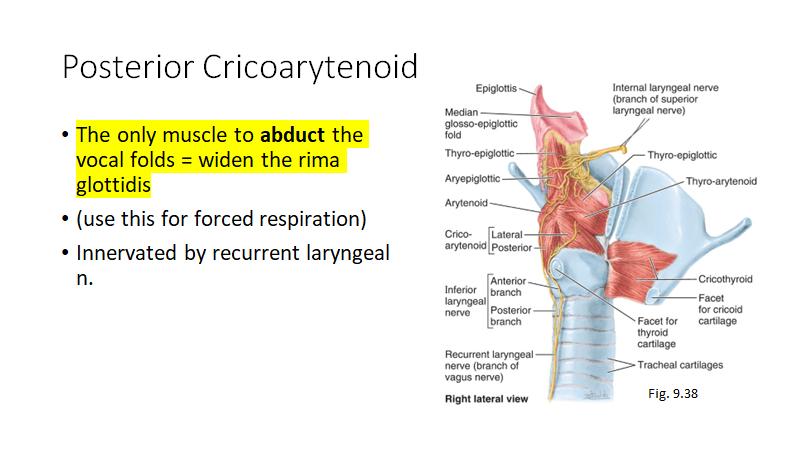 Posterior Cricoarytenoid
• The only muscle to abduct the
vocal folds = widen the rima
glottidis
• (use this for forced respiration)
• Innervated by recurrent laryngeal
n.
Epiglottis
Median
glosso-epiglottic
fold
Thyro-epiglottic
Aryepiglottic
Arytenoid
Crico-
arytenoid
Lateral
Posterior
Inferior
laryngeal
nerve
Anterior
branch
Posterior
branch
Recurrent laryngeal
nerve (branch of
vagus nerve)
Right lateral view
Internal laryngeal nerve
(branch of superior
laryngeal nerve)
Thyro-epiglottic
Thyro-arytenoid
Cricothyroid
Facet
for cricoid
cartilage
Facet for
thyroid
cartilage
Tracheal cartilages
Fig. 9.38